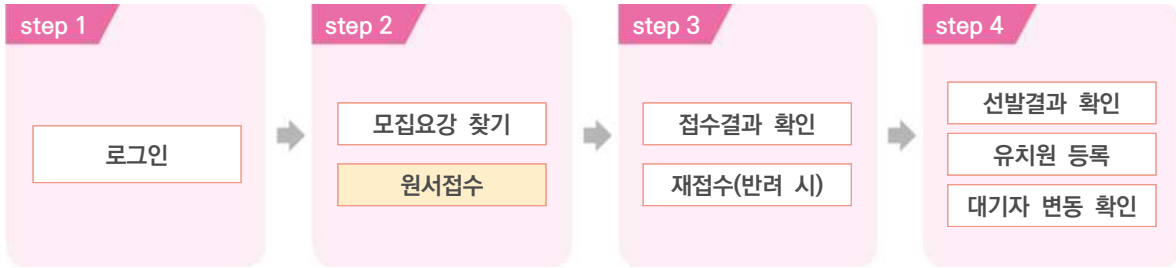 step 1
로그인
step 2
모집요강 찾기
원서접수
step 3
접수결과 확인
재접수(반려 시)
step 4
선발결과 확인
유치원 등록
대기자 변동 확인